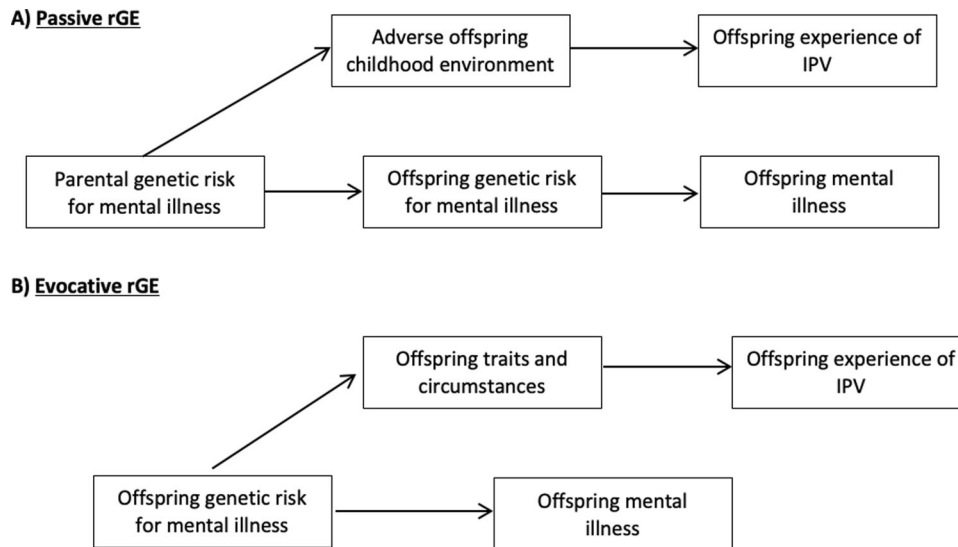 A) Passive rGE
Adverse offspring
childhood environment
Offspring experience of
IPV
Parental genetic risk
for mental illness
Offspring genetic risk
for mental illness
Offspring mental
illness
B) Evocative rGE
Offspring traits and
circumstances
Offspring experience of
IPV
Offspring genetic risk
for mental illness
Offspring mental
illness